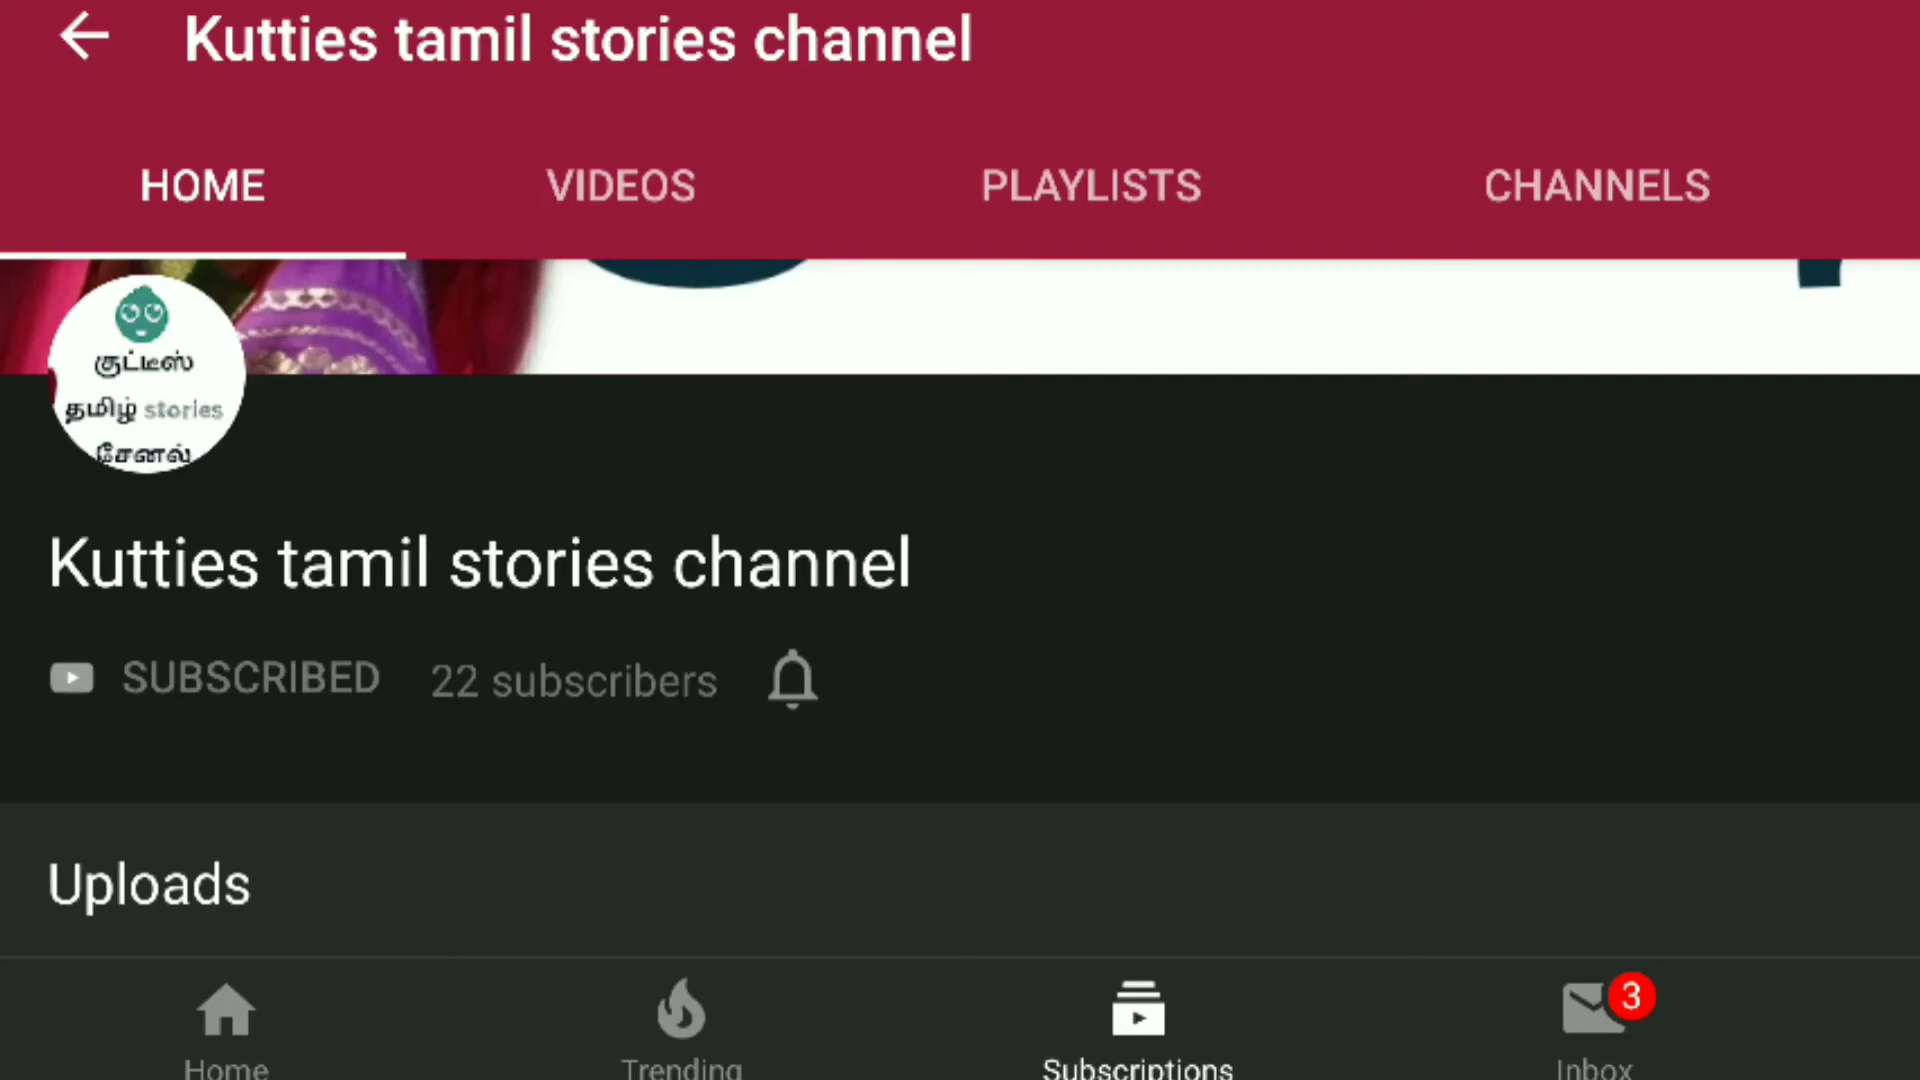 Kutties tamil stories channel
HOME
VIDEOS
PLAYLISTS
CHANNELS
குட்டீஸ்
தமிழ் stories
சேனல்
Kutties tamil stories channel
SUBSCRIBED
22 subscribers
Uploads
3
Home
Trending
Subscriptions
Inbox